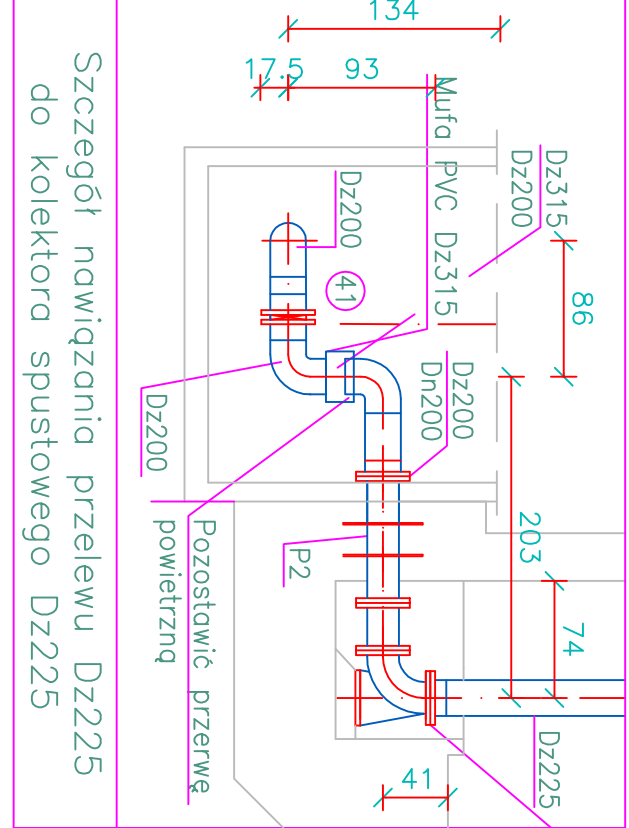 134
17.5
93
Mufa PVC Dz315
Dz315
Dz200
Dz200
86
41
Dz200
Dn200
Dz200
203
P2
74
Pozostawić przerwę
powietrzną
Dz225
41
Szczegół nawiązania przelewu Dz225
do kolektora spustowego Dz225